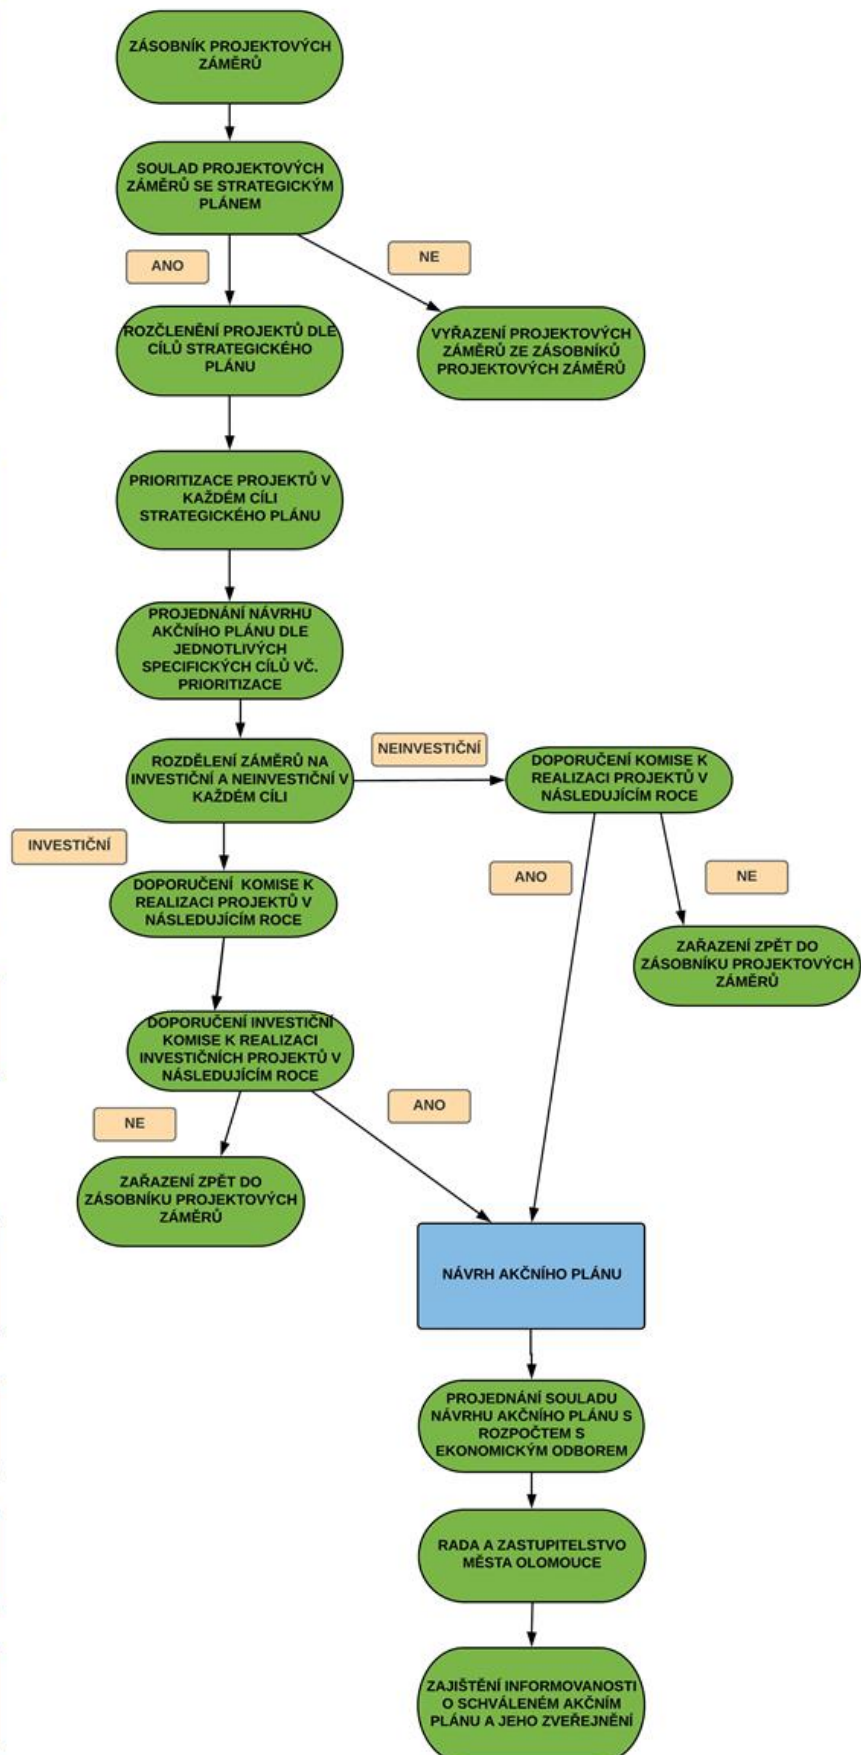 ZÁSOBNÍK PROJEKTOVÝCH
ZÁMĚRŮ
SOULAD PROJEKTOVÝCH
ZÁMĚRŮ SE STRATEGICKÝM
PLÁNEM
ANO
NE
ROZČLENĚNÍ PROJEKTŮ DLE
CÍLŮ STRATEGICKÉHO
PLÁNU
VYŘAZENÍ PROJEKTOVÝCH
ZÁMĚRŮ ZE ZÁSOBNÍKŮ
PROJEKTOVÝCH ZÁMĚRŮ
PRIORITIZACE PROJEKTŮ V
KAŽDÉM CÍLI
STRATEGICKÉHO PLÁNU
PROJEDNÁNÍ NÁVRHU
AKČNÍHO PLÁNU DLE
JEDNOTLIVÝCH
SPECIFICKÝCH CÍLŮ VČ.
PRIORITIZACE
ROZDĚLENÍ ZÁMĚRŮ NA
INVESTIČNÍ A NEINVESTIČNÍ V
KAŽDÉM CÍLI
NEINVESTIČNÍ
DOPORUČENÍ KOMISE K
REALIZACI PROJEKTŮ V
NÁSLEDUJÍCÍM ROCE
INVESTIČNÍ
DOPORUČENÍ  KOMISE K
REALIZACI PROJEKTŮ V
NÁSLEDUJÍCÍM ROCE
ANO
NE
ZAŘAZENÍ ZPĚT DO
ZÁSOBNÍKU PROJEKTOVÝCH
ZÁMĚRŮ
DOPORUČENÍ INVESTIČNÍ
KOMISE K REALIZACI
INVESTIČNÍCH PROJEKTŮ V
NÁSLEDUJÍCÍM ROCE
NE
ANO
ZAŘAZENÍ ZPĚT DO
ZÁSOBNÍKU PROJEKTOVÝCH
ZÁMĚRŮ
NÁVRH AKČNÍHO PLÁNU
PROJEDNÁNÍ SOULADU
NÁVRHU AKČNÍHO PLÁNU S
ROZPOČTEM S
EKONOMICKÝM ODBOREM
RADA A ZASTUPITELSTVO
MĚSTA OLOMOUCE
ZAJIŠTĚNÍ INFORMOVANOSTI
O SCHVÁLENÉM AKČNÍM
PLÁNU A JEHO ZVEŘEJNĚNÍ